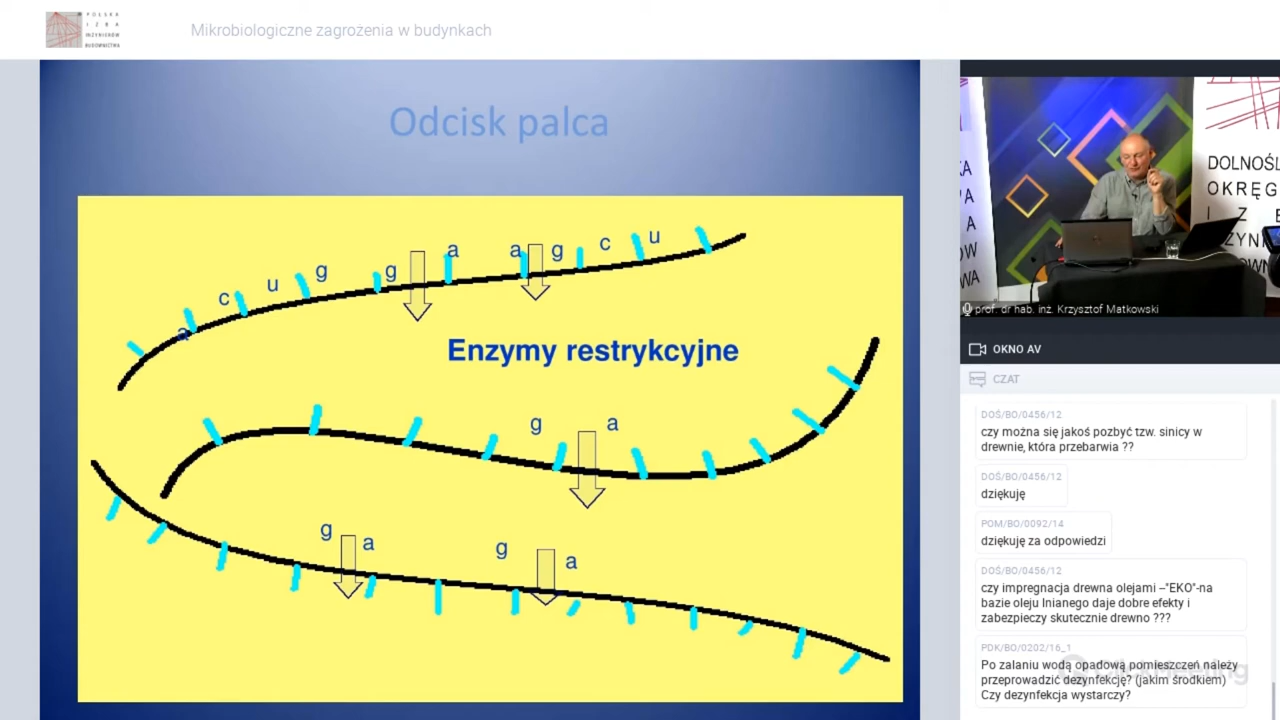 POLSKA
IZBA
INŻYNIERÓW
BUDOWNICTWA
Mikrobiologiczne zagrożenia w budynkach
Odcisk palca
a c u g g a a g c u
Enzymy restrykcyjne
g a
g a g a
DOLNOŚL
OKRĘG
I Z
prof. dr hab. inż. Krzysztof Matkowski
OKNO AV
CZAT
DOŚ/BO/0456/12
czy można się jakoś pozbyć tzw. sinicy w
drewnie, która przebarwia ??
DOŚ/BO/0456/12
dziękuję
POM/BO/0092/14
dziękuję za odpowiedzi
DOŚ/BO/0456/12
czy impregnacja drewna olejami –"EKO"-na
bazie oleju lnianego daje dobre efekty i
zabezpieczy skutecznie drewno ???
PDK/BO/0202/16_1
Po zalaniu wodą opadową pomieszczeń należy
przeprowadzić dezynfekcję? (jakim środkiem)
Czy dezynfekcja wystarczy?